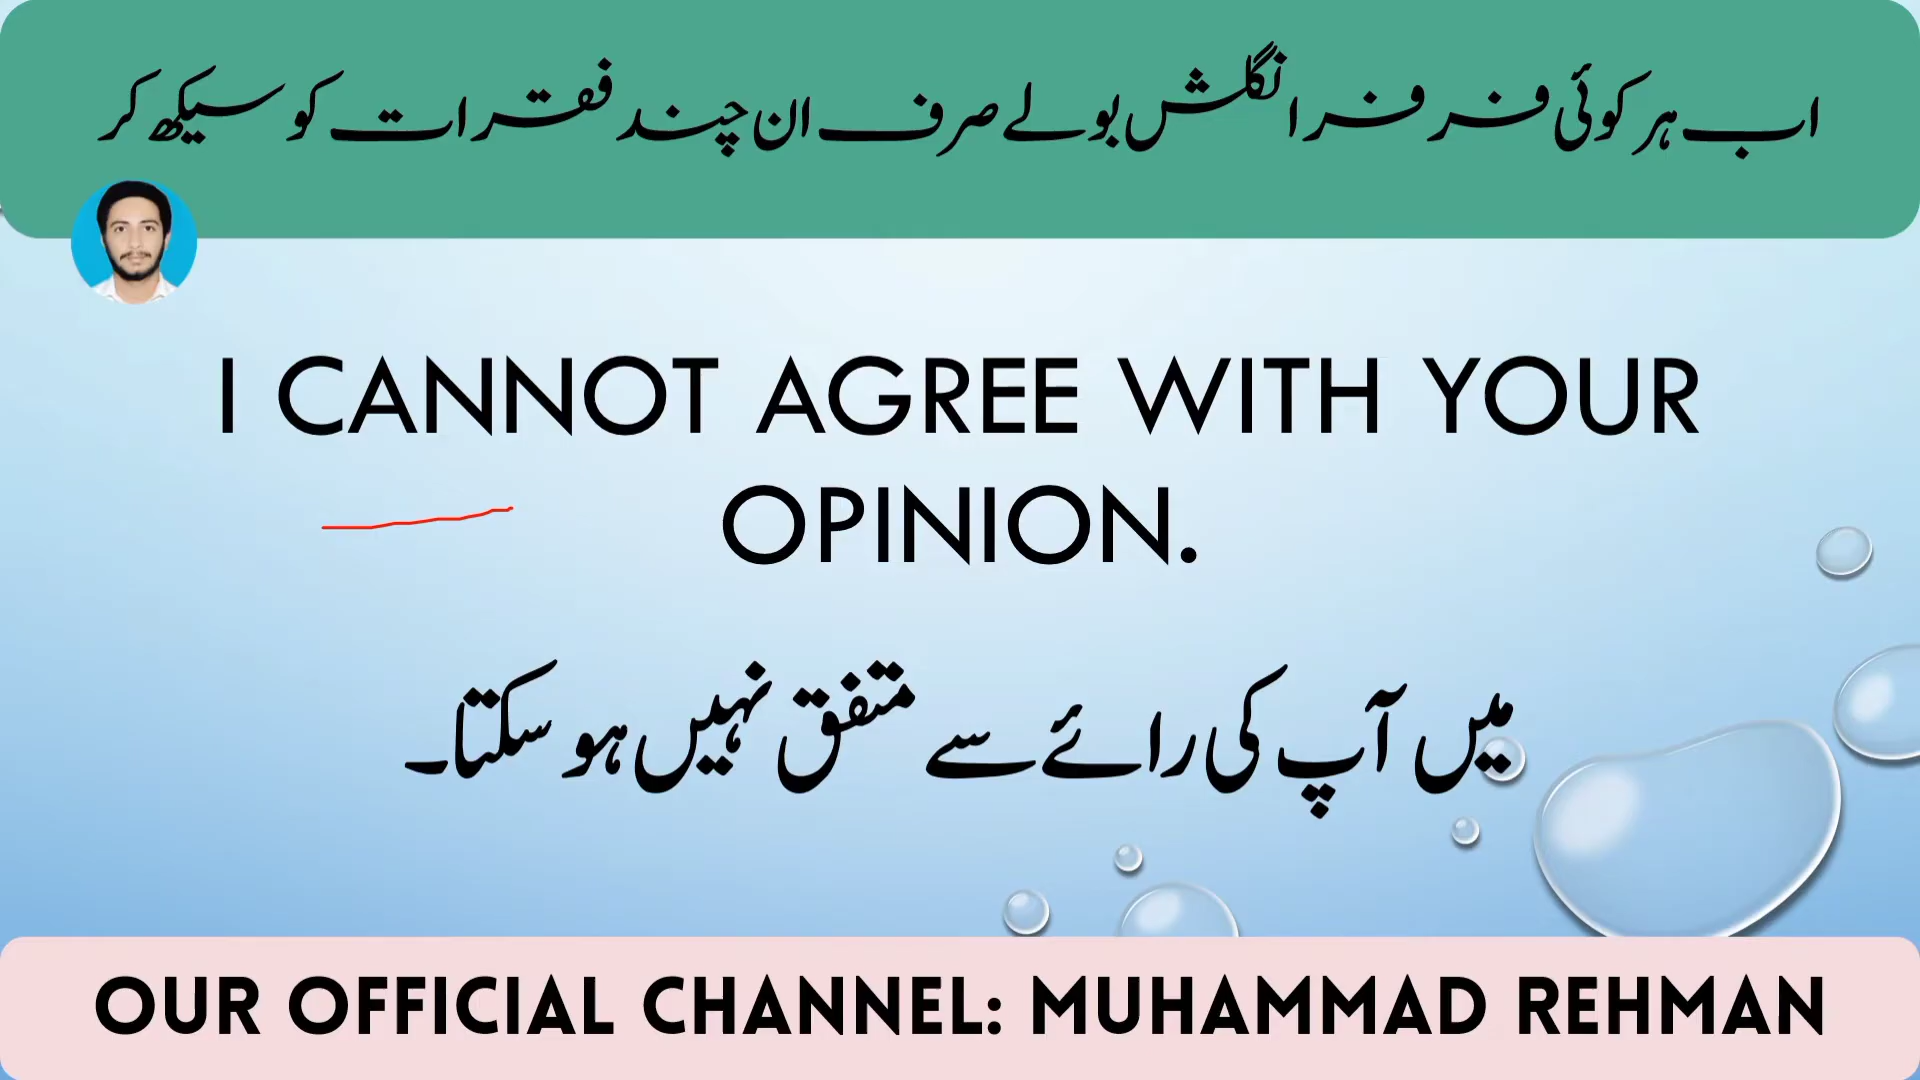 اب ہر کوئی فر فر انگلش بولے صرف ان چند فقرات کو سیکھ کر
I CANNOT AGREE WITH YOUR
OPINION.
میں آپ کی رائے سے متفق نہیں ہو سکتا۔
OUR OFFICIAL CHANNEL: MUHAMMAD REHMAN